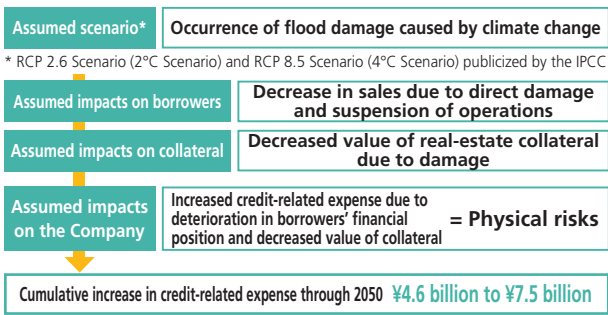 Assumed scenario*
Occurrence of flood damage caused by climate change
* RCP 2.6 Scenario (2°C Scenario) and RCP 8.5 Scenario (4°C Scenario) publicized by the IPCC
Assumed impacts on borrowers
Decrease in sales due to direct damage
and suspension of operations
Assumed impacts on collateral
Decreased value of real-estate collateral
due to damage
Assumed impacts
on the Company
Increased credit-related expense due to
deterioration in borrowers' financial
position and decreased value of collateral
= Physical risks
Cumulative increase in credit-related expense through 2050 ¥4.6 billion to ¥7.5 billion